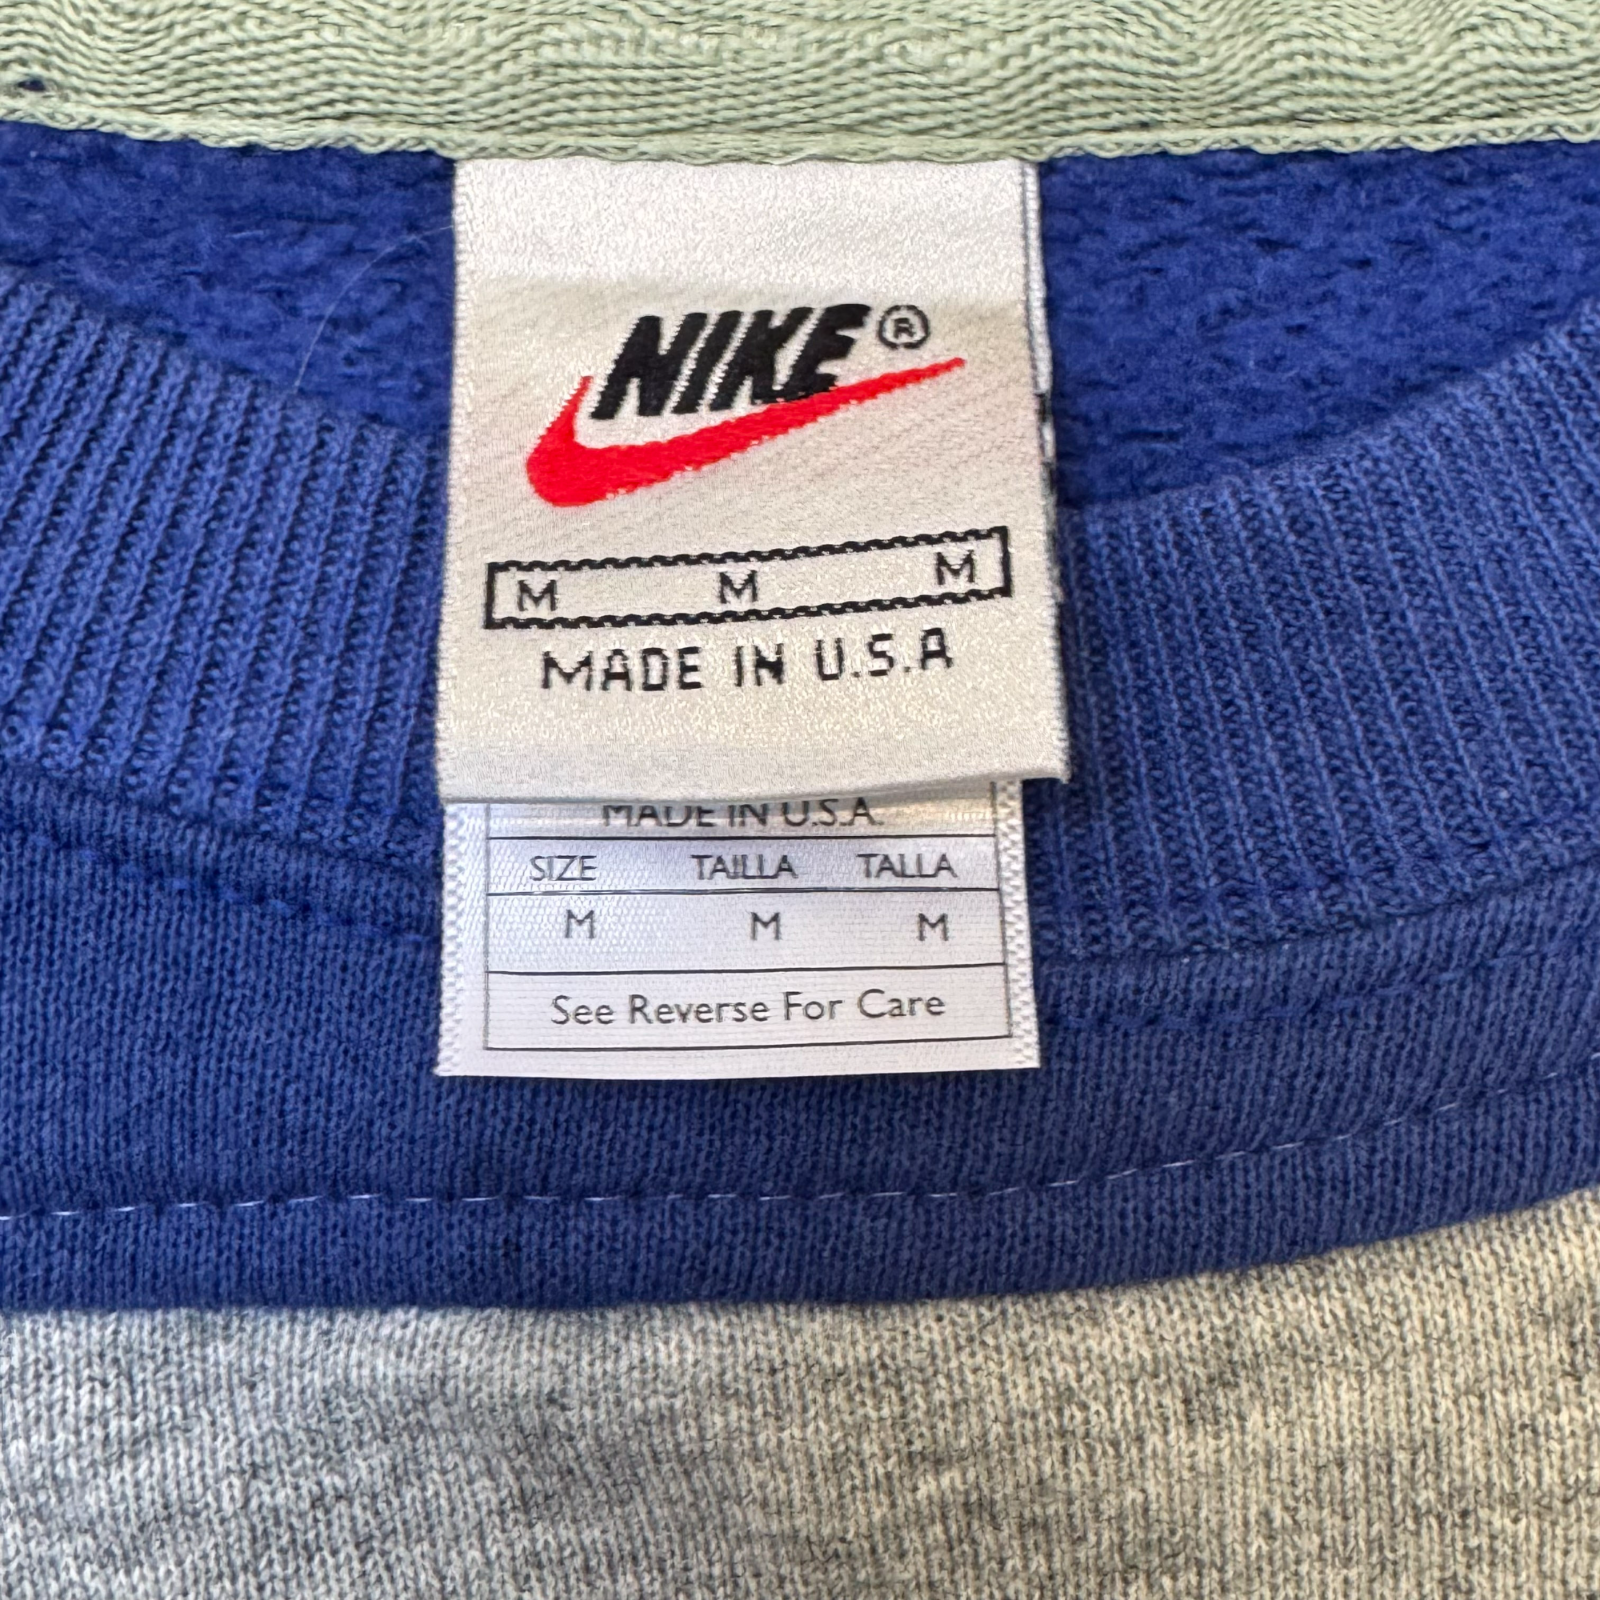 NIKE®
M M M
MADE IN U.S.A
MADE IN U.S.A.
SIZE TAILLA TALLA
M M M
See Reverse For Care